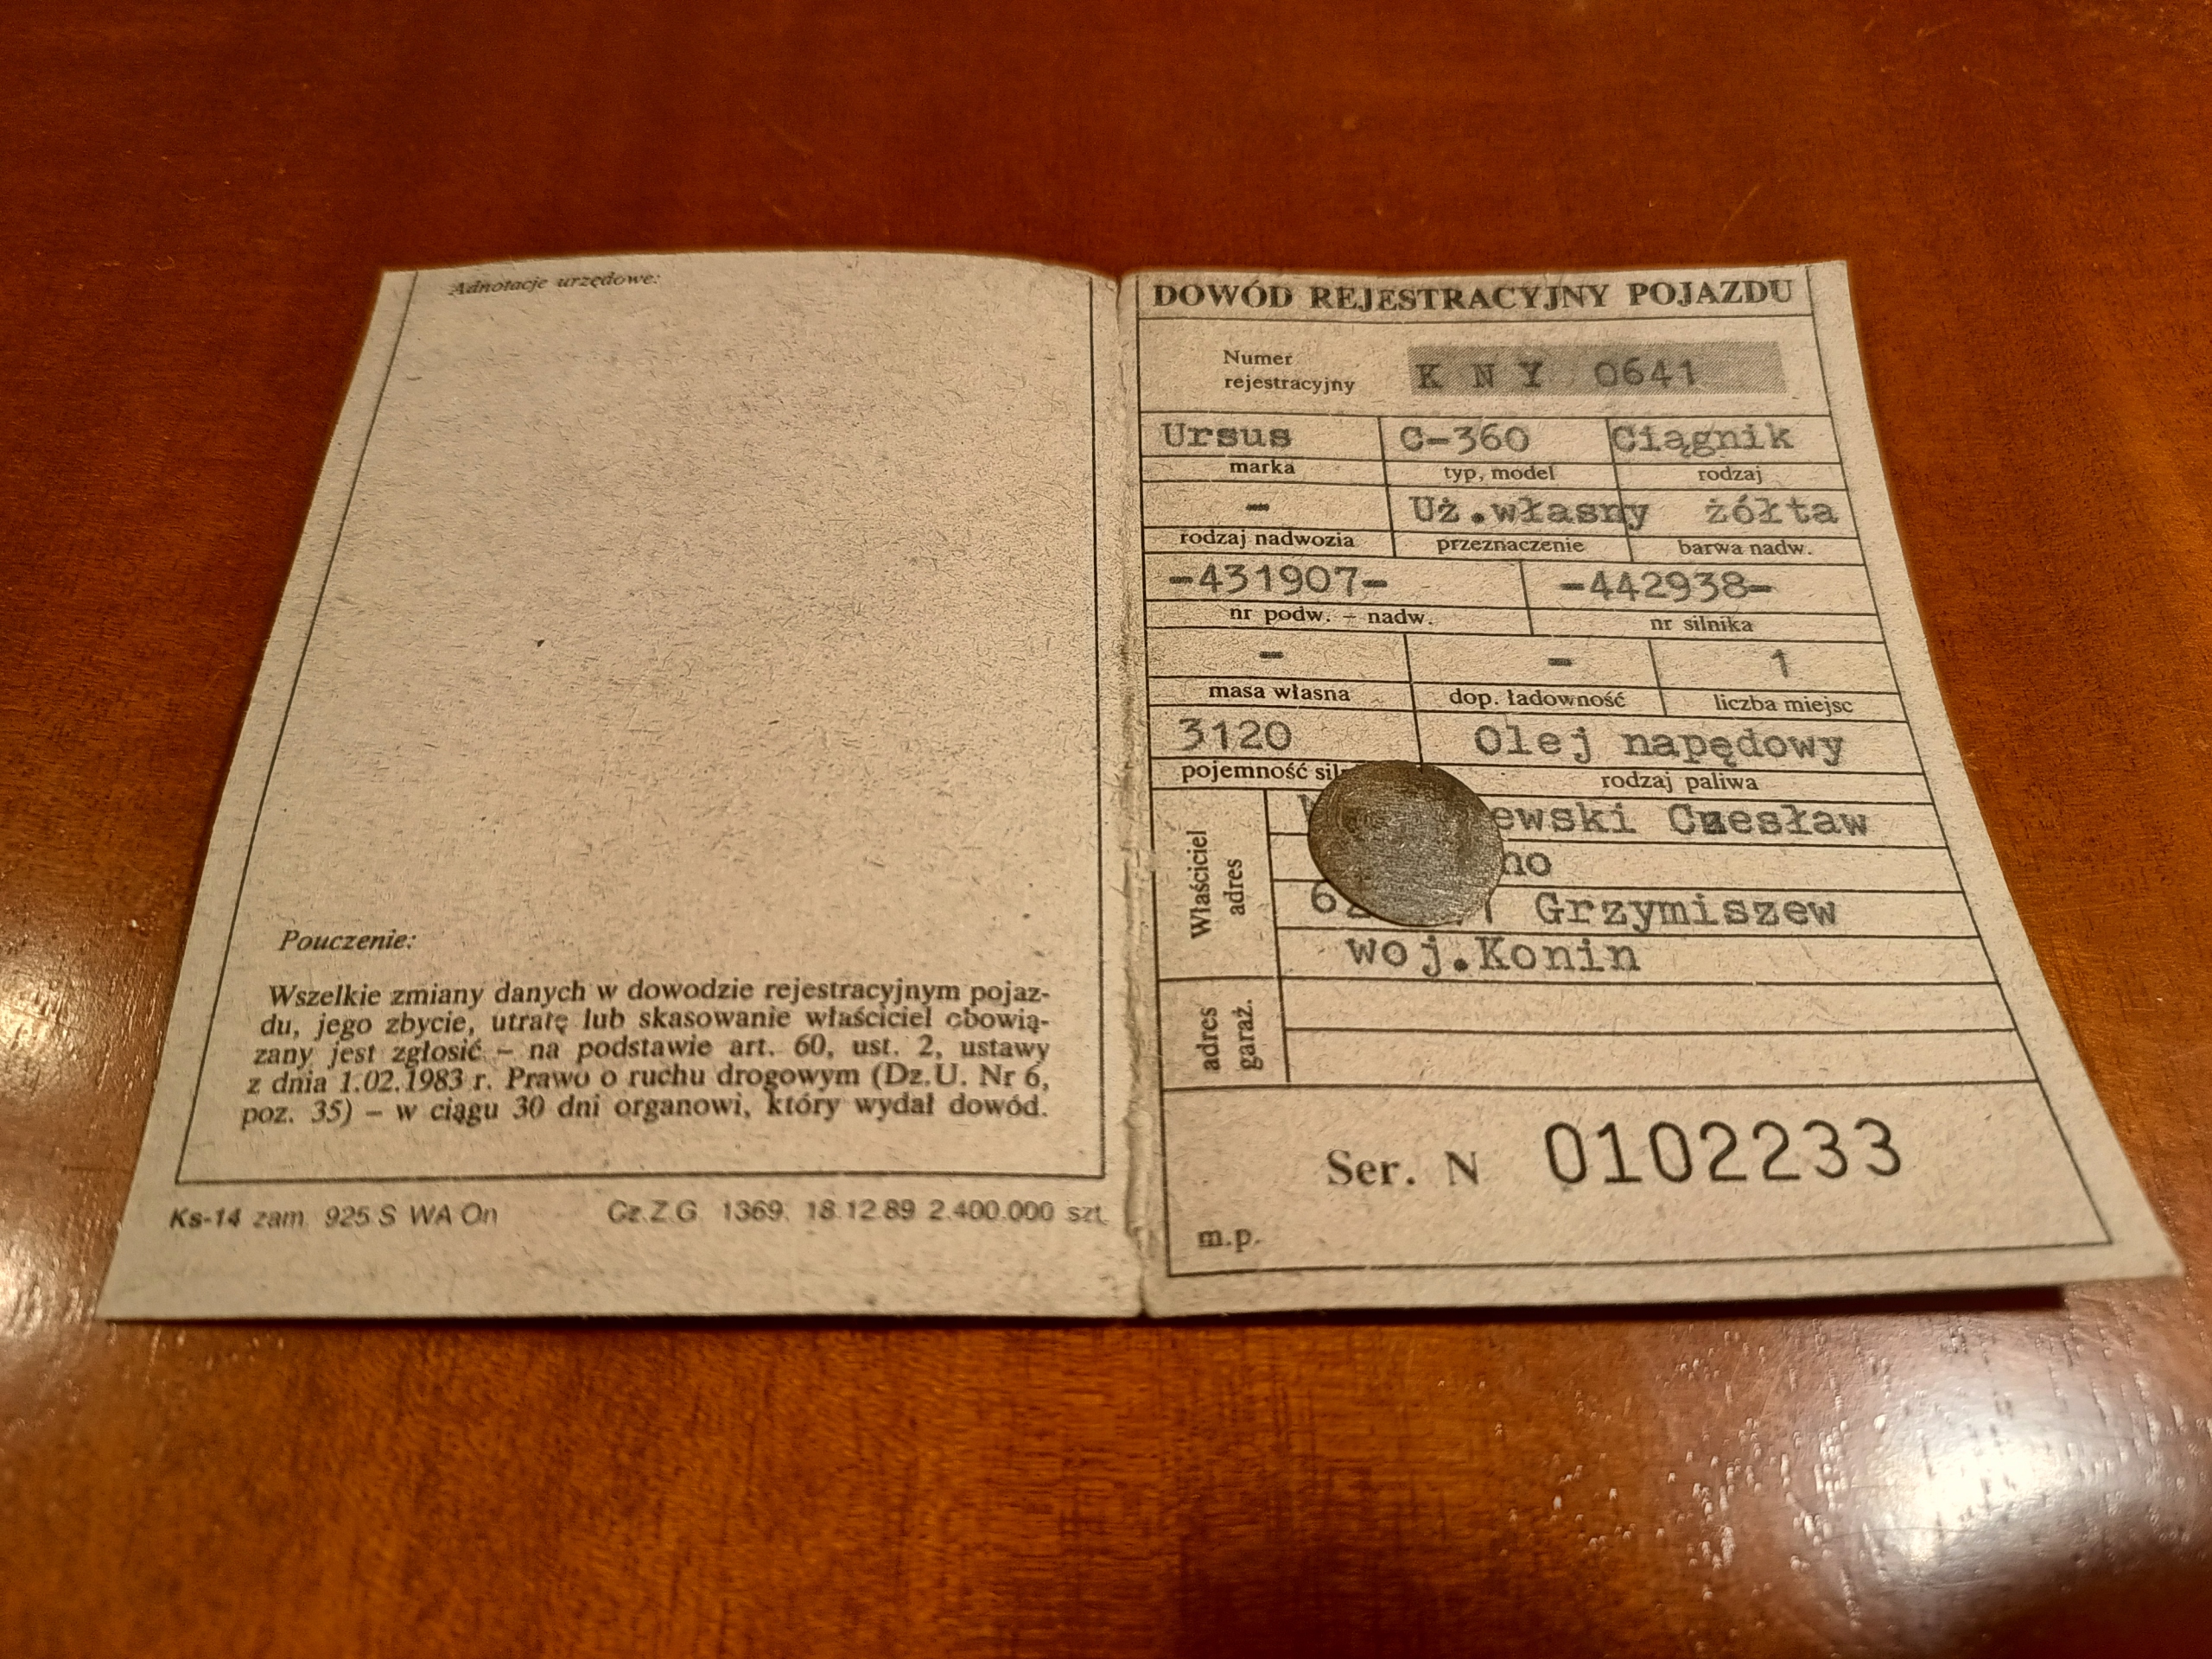 Adnotacje urzędowe:
Pouczenie:
Wszelkie zmiany danych w dowodzie rejestracyjnym pojaz-
du, jego zbycie, utratę lub skasowanie właściciel obowią-
zany jest zgłosić – na podstawie art. 60, ust. 2, ustawy
z dnia 1.02.1983 r. Prawo o ruchu drogowym (Dz.U. Nr 6,
poz. 35) – w ciągu 30 dni organowi, który wydał dowód.
Ks-14 zam. 925 S WA On Cz.Z.G. 1369. 18.12.89 2.400.000 szt.
DOWÓD REJESTRACYJNY POJAZDU
Numer
rejestracyjny
K N Y 0641
Ursus C-360 Ciągnik
marka typ, model rodzaj
- Uż.własny żółta
rodzaj nadwozia przeznaczenie barwa nadw.
-431907- -442938-
nr podw. – nadw. nr silnika
- - 1
masa własna dop. ładowność liczba miejsc
3120 Olej napędowy
pojemność rodzaj paliwa
Właściciel
adres
ewski Czesław
no
Grzymiszew
woj.Konin
adres
garaż.
Ser. N 0102233
m.p.